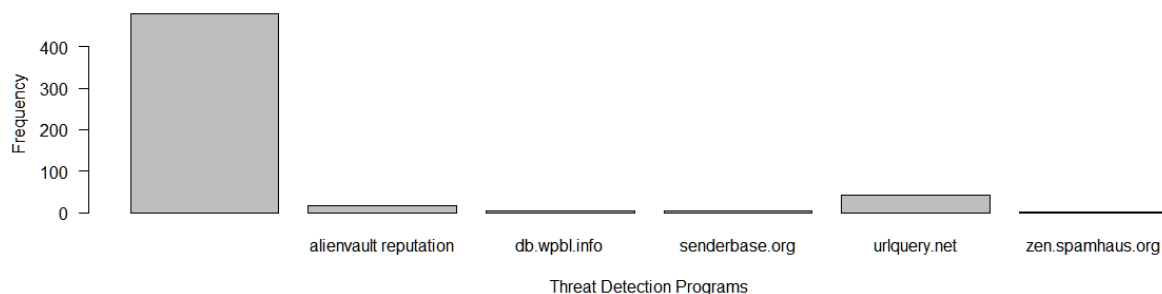 Frequency
400
300
200
100
0
alienvault reputation db.wpbl.info senderbase.org urlquery.net zen.spamhaus.org
Threat Detection Programs